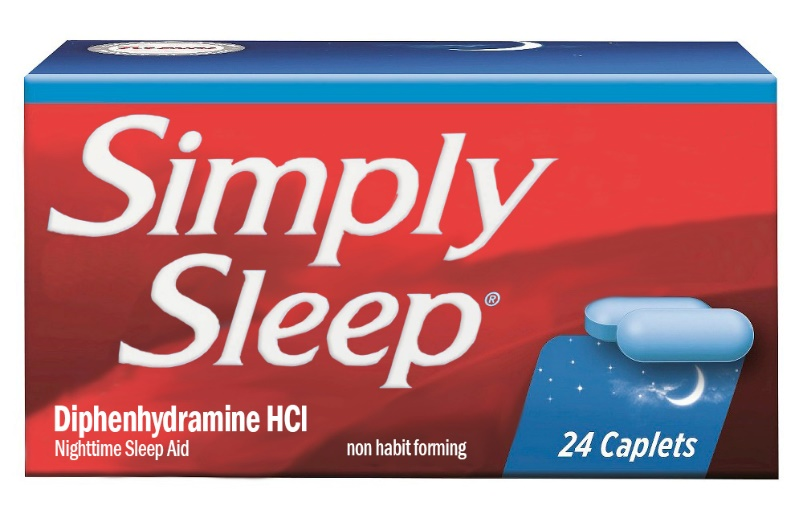 Simply
Sleep®
Diphenhydramine HCl
Nighttime Sleep Aid
non habit forming
24 Caplets